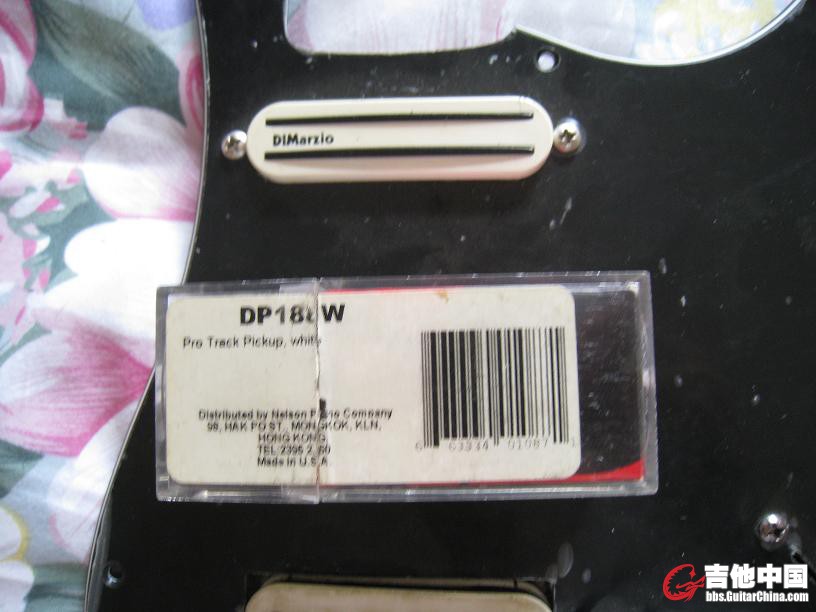 DiMarzio
Pro Track Pickup, white
Distributed by Nelson Company
98, HAK PO ST., MONGKOK, KLN,
HONG KONG
Made in U.S.A.
吉他中国
bbs.GuitarChina.com